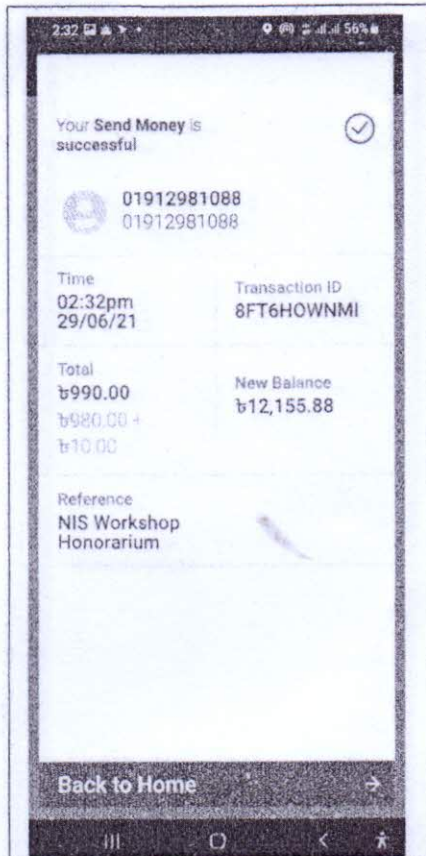 2:32 56%
Your Send Money is
successful
01912981088
01912981088
Time
02:32pm
29/06/21
Transaction ID
8FT6HOWNMI
Total
৳990.00
৳980.00 +
৳10.00
New Balance
৳12,155.88
Reference
NIS Workshop
Honorarium
Back to Home